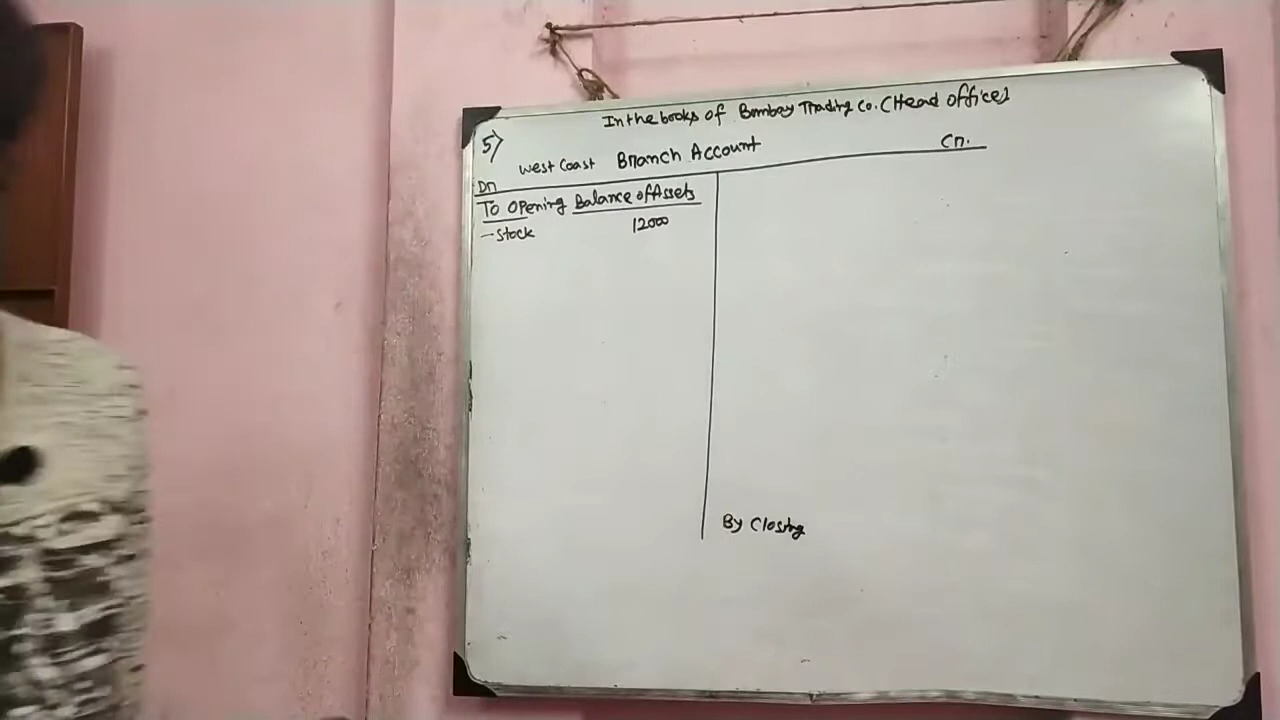 In the books of Bombay Trading Co. (Head office)
5)
West Coast Branch Account
Dr Cr.
To Opening Balance of Assets
- Stock 12000
By Closing